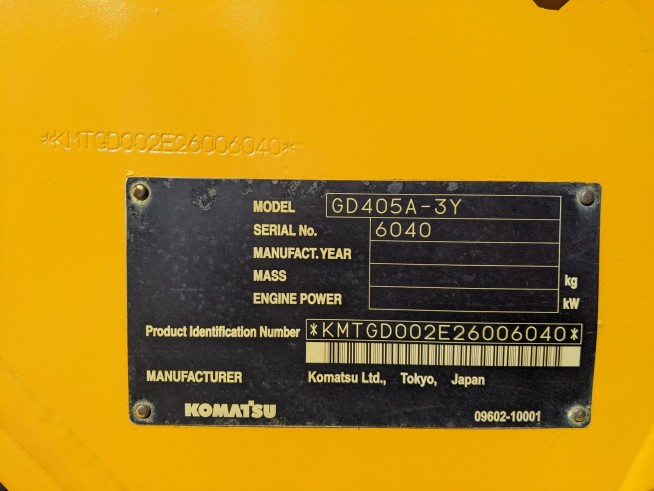 *KMTGD002E26006040*
MODEL GD405A-3Y
SERIAL No. 6040
MANUFACT. YEAR
MASS kg
ENGINE POWER kW
Product Identification Number *KMTGD002E26006040*
MANUFACTURER Komatsu Ltd., Tokyo, Japan
KOMATSU 09602-10001